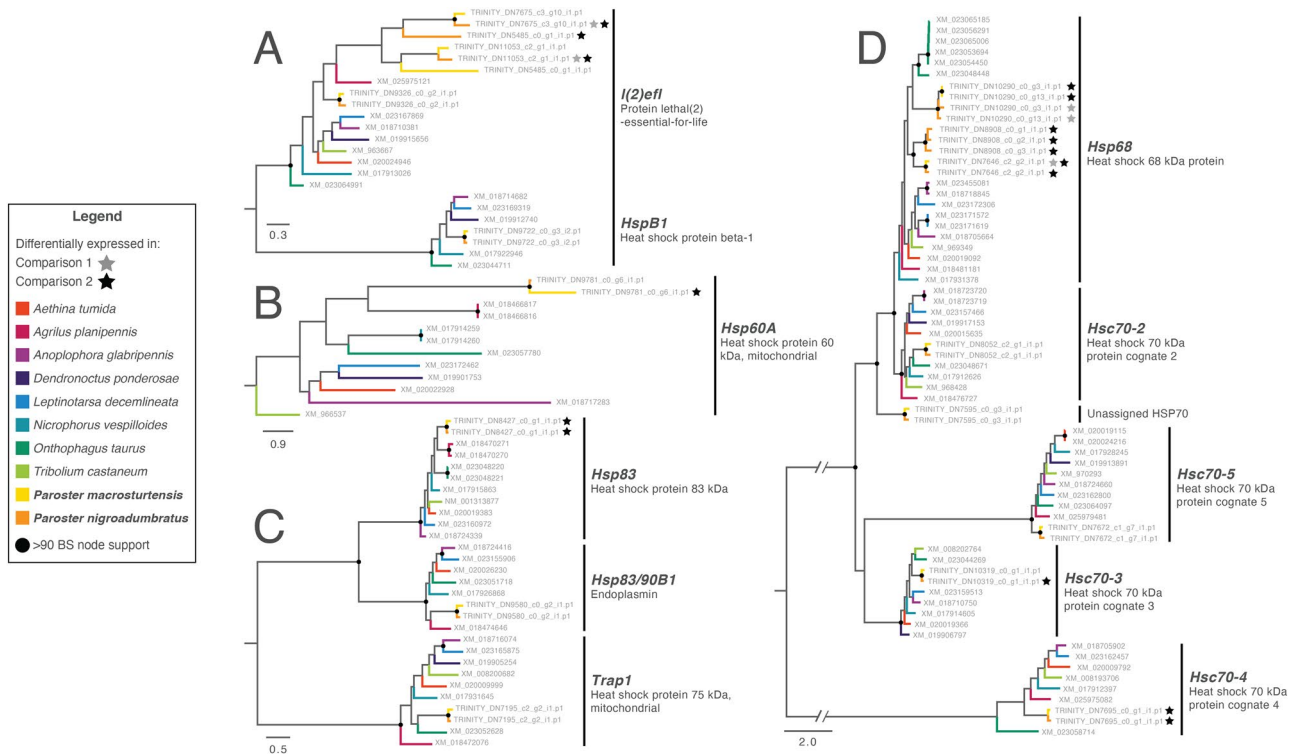 A
TRINITY_DN7675_c3_g10_i1.p1
TRINITY_DN7675_c3_g10_i1.p1
TRINITY_DN5485_c0_g1_i1.p1
TRINITY_DN11053_c2_g1_i1.p1
TRINITY_DN11053_c2_g1_i1.p1
TRINITY_DN5485_c0_g1_i1.p1
XM_025975121
TRINITY_DN9326_c0_g2_i1.p1
TRINITY_DN9326_c0_g2_i1.p1
XM_023167869
XM_018710381
XM_019915656
XM_963667
XM_020024946
XM_017913026
XM_023064991
l(2)efl
Protein lethal(2)
-essential-for-life
XM_018714682
XM_023169319
XM_019912740
TRINITY_DN9722_c0_g3_i2.p1
TRINITY_DN9722_c0_g3_i2.p1
XM_017922946
XM_023044711
HspB1
Heat shock protein beta-1
0.3
Legend
Differentially expressed in:
Comparison 1
Comparison 2
Aethina tumida
Agrilus planipennis
Anoplophora glabripennis
Dendronoctus ponderosae
Leptinotarsa decemlineata
Nicrophorus vespilloides
Onthophagus taurus
Tribolium castaneum
Paroster macrosturtensis
Paroster nigroadumbratus
>90 BS node support
B
TRINITY_DN9781_c0_g6_i1.p1
TRINITY_DN9781_c0_g6_i1.p1
XM_018466817
XM_018466816
XM_017914259
XM_017914260
XM_023057780
XM_023172462
XM_019901753
XM_020022928
XM_018717283
XM_966537
Hsp60A
Heat shock protein 60
kDa, mitochondrial
0.9
C
TRINITY_DN8427_c0_g1_i1.p1
TRINITY_DN8427_c0_g1_i1.p1
XM_018470271
XM_018470270
XM_023048220
XM_023048221
XM_017915863
NM_001313877
XM_020019383
XM_023160972
XM_018724339
Hsp83
Heat shock protein 83 kDa
XM_018724416
XM_023155906
XM_020026230
XM_023051718
XM_017926868
TRINITY_DN9580_c0_g2_i1.p1
TRINITY_DN9580_c0_g2_i1.p1
XM_018474646
Hsp83/90B1
Endoplasmin
XM_018716074
XM_023165875
XM_019905254
XM_008200682
XM_020009999
XM_017931645
TRINITY_DN7195_c2_g2_i1.p1
TRINITY_DN7195_c2_g2_i1.p1
XM_023052628
XM_018472076
Trap1
Heat shock protein 75 kDa,
mitochondrial
0.5
D
XM_023065185
XM_023056291
XM_023065006
XM_023053694
XM_023054450
XM_023048448
TRINITY_DN10290_c0_g3_i1.p1
TRINITY_DN10290_c0_g13_i1.p1
TRINITY_DN10290_c0_g3_i1.p1
TRINITY_DN10290_c0_g13_i1.p1
TRINITY_DN8908_c0_g1_i1.p1
TRINITY_DN8908_c0_g2_i1.p1
TRINITY_DN8908_c0_g3_i1.p1
TRINITY_DN7646_c2_g2_i1.p1
TRINITY_DN7646_c2_g2_i1.p1
XM_023455081
XM_018718845
XM_023172306
XM_023171572
XM_023171619
XM_018705664
XM_969349
XM_020019092
XM_018481181
XM_017931378
Hsp68
Heat shock 68 kDa protein
XM_018723720
XM_018723719
XM_023157466
XM_019917153
XM_020015635
TRINITY_DN8052_c2_g1_i1.p1
TRINITY_DN8052_c2_g1_i1.p1
XM_023048671
XM_017912626
XM_968428
XM_018476727
Hsc70-2
Heat shock 70 kDa
protein cognate 2
TRINITY_DN7595_c0_g3_i1.p1
TRINITY_DN7595_c0_g3_i1.p1
Unassigned HSP70
XM_020019115
XM_020024216
XM_017928245
XM_019913891
XM_970293
XM_018724660
XM_023162800
XM_023064097
XM_025979481
TRINITY_DN7672_c1_g7_i1.p1
TRINITY_DN7672_c1_g7_i1.p1
Hsc70-5
Heat shock 70 kDa
protein cognate 5
XM_008202764
XM_023044269
TRINITY_DN10319_c0_g1_i1.p1
TRINITY_DN10319_c0_g1_i1.p1
XM_023159513
XM_018710750
XM_017914605
XM_020019366
XM_019906797
Hsc70-3
Heat shock 70 kDa
protein cognate 3
XM_018705902
XM_023162457
XM_020009792
XM_008193706
XM_017912397
XM_025975082
TRINITY_DN7695_c0_g1_i1.p1
TRINITY_DN7695_c0_g1_i1.p1
XM_023058714
Hsc70-4
Heat shock 70 kDa
protein cognate 4
2.0